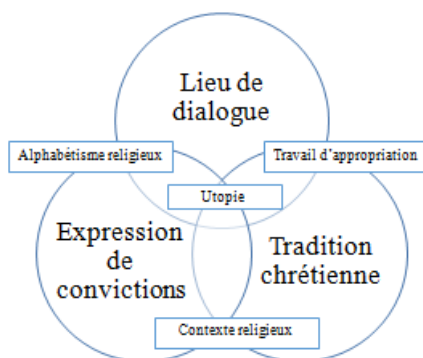 Lieu de
dialogue
Alphabétisme religieux
Travail d'appropriation
Utopie
Expression
de
convictions
Tradition
chrétienne
Contexte religieux